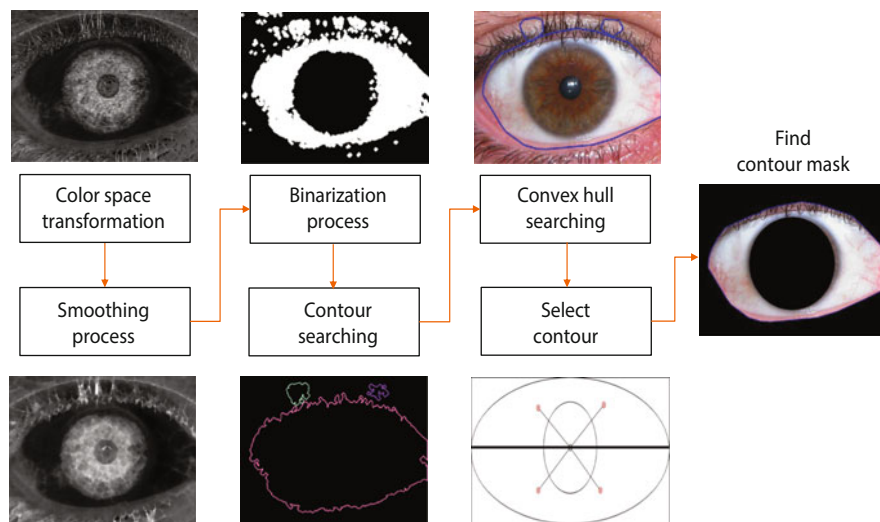 Find
contour mask
Color space
transformation
Binarization
process
Convex hull
searching
Smoothing
process
Contour
searching
Select
contour